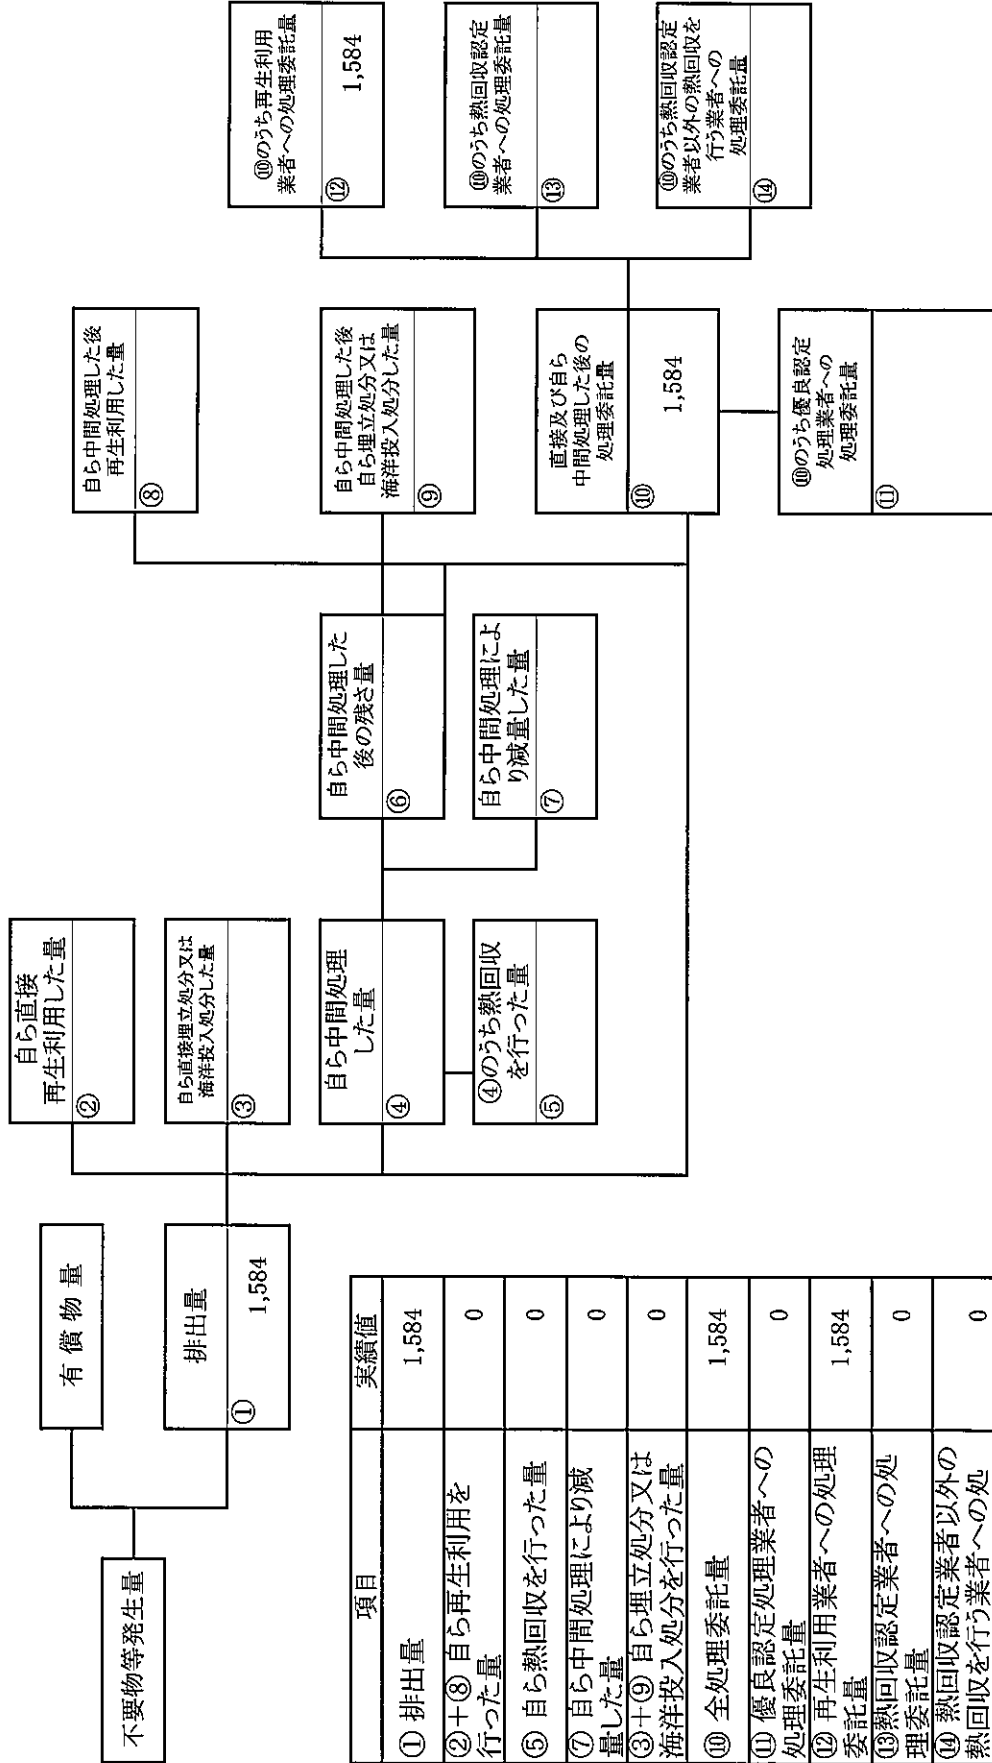 不要物等発生量
有償物量
排出量
①
1,584
自ら直接
再生利用した量
②
自ら直接埋立処分又は
海洋投入処分した量
③
自ら中間処理
した量
④
④のうち熱回収
を行った量
⑤
自ら中間処理した
後の残さ量
⑥
自ら中間処理によ
り減量した量
⑦
自ら中間処理した後
再生利用した量
⑧
自ら中間処理した後
自ら埋立処分又は
海洋投入処分した量
⑨
直接及び自ら
中間処理した後の
処理委託量
⑩
1,584
⑩のうち優良認定
処理業者への
処理委託量
⑪
⑩のうち再生利用
業者への処理委託量
⑫
1,584
⑩のうち熱回収認定
業者への処理委託量
⑬
⑩のうち熱回収認定
業者以外の熱回収を
行う業者への
処理委託量
⑭
項目 実績値
①排出量 1,584
②+⑧ 自ら再生利用を
行った量 0
⑤ 自ら熱回収を行った量 0
⑦ 自ら中間処理により減
量した量 0
③+⑨ 自ら埋立処分又は
海洋投入処分を行った量 0
⑩ 全処理委託量 1,584
⑪ 優良認定処理業者への
処理委託量 0
⑫ 再生利用業者への処理
委託量 1,584
⑬熱回収認定業者への処
理委託量 0
⑭ 熱回収認定業者以外の
熱回収を行う業者への処 0